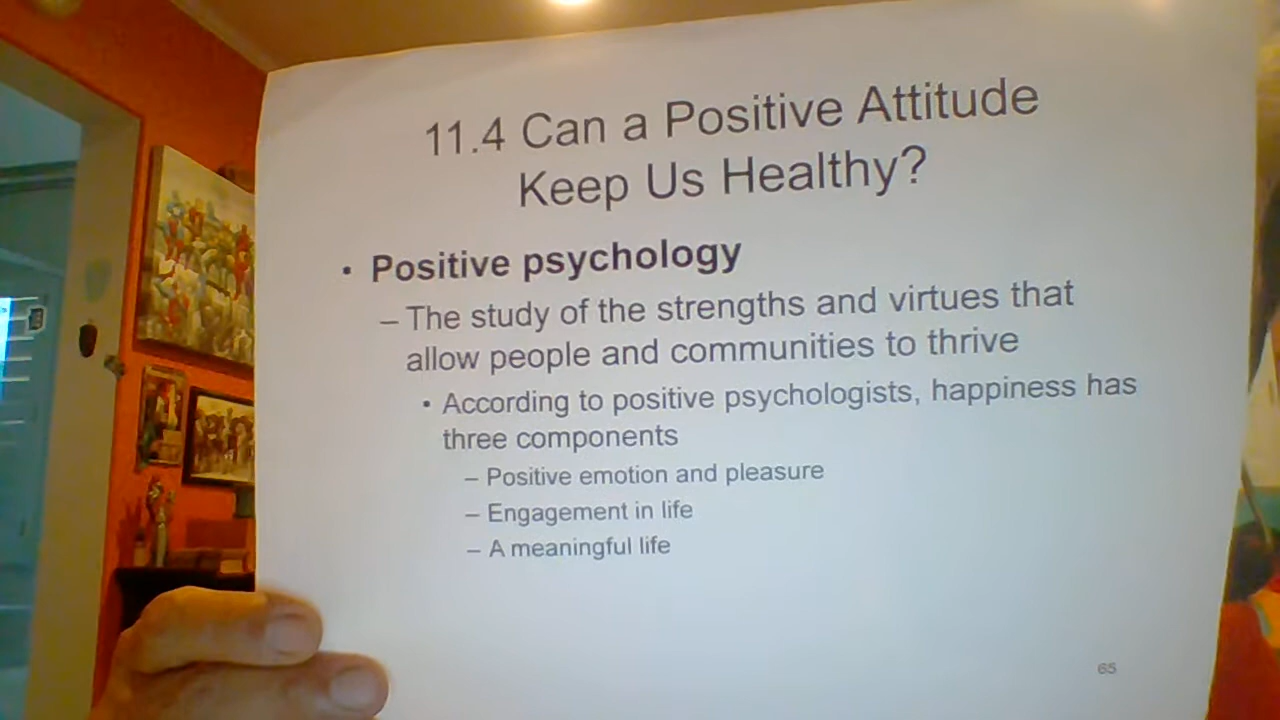 11.4 Can a Positive Attitude
Keep Us Healthy?
• Positive psychology
– The study of the strengths and virtues that
allow people and communities to thrive
• According to positive psychologists, happiness has
three components
– Positive emotion and pleasure
– Engagement in life
– A meaningful life
65